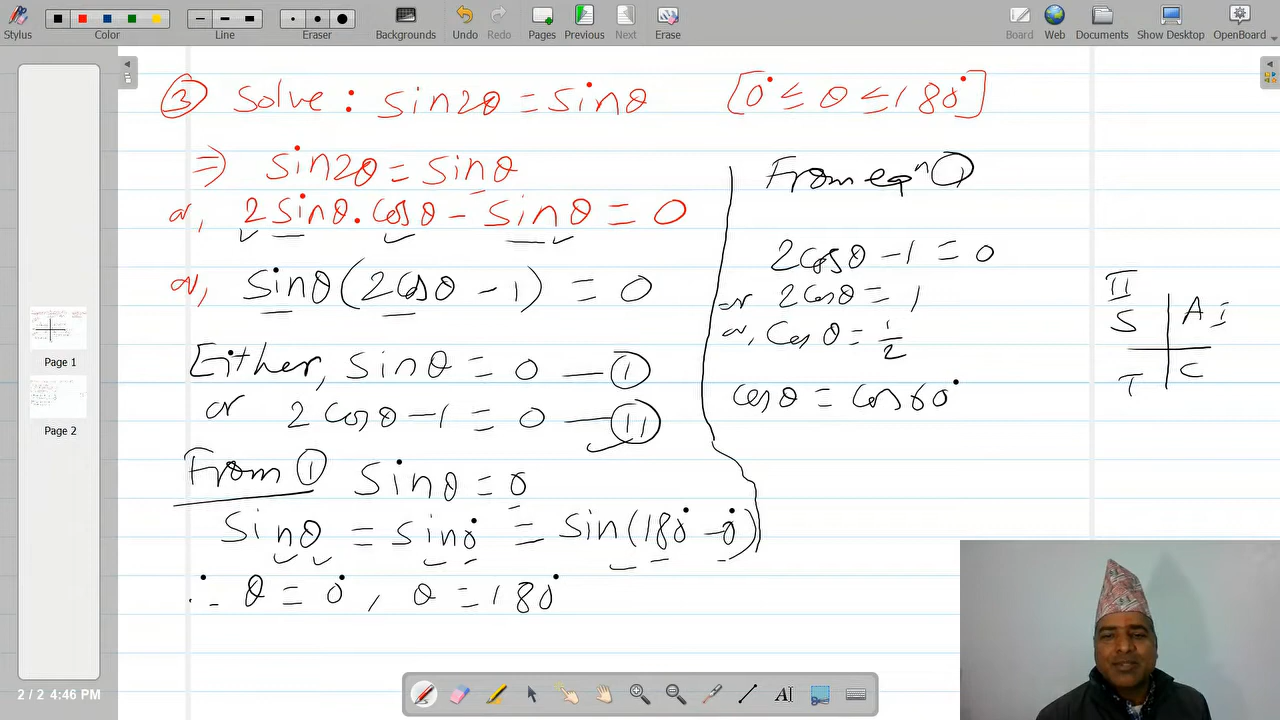 Stylus
Color
Line
Eraser
Backgrounds
Undo
Redo
Pages
Previous
Next
Erase
Board
Web
Documents
Show Desktop
OpenBoard
③ Solve : sin2θ = sinθ [0° ≤ θ ≤ 180°]
⇒ sin2θ = sinθ
or, 2sinθ.cosθ - sinθ = 0
or, sinθ(2cosθ - 1) = 0
Either, sinθ = 0 — Ⓘ
or 2cosθ - 1 = 0 — ⑪
From Ⓘ sinθ = 0
sinθ = sin0° = sin(180° - 0°)
∴ θ = 0°, θ = 180°
From eqⁿ Ⓘ
2cosθ - 1 = 0
or 2cosθ = 1
or, cosθ = 1/2
cosθ = cos60°
II
S A I
T C
Page 1
Page 2
2 / 2 4:46 PM
AI